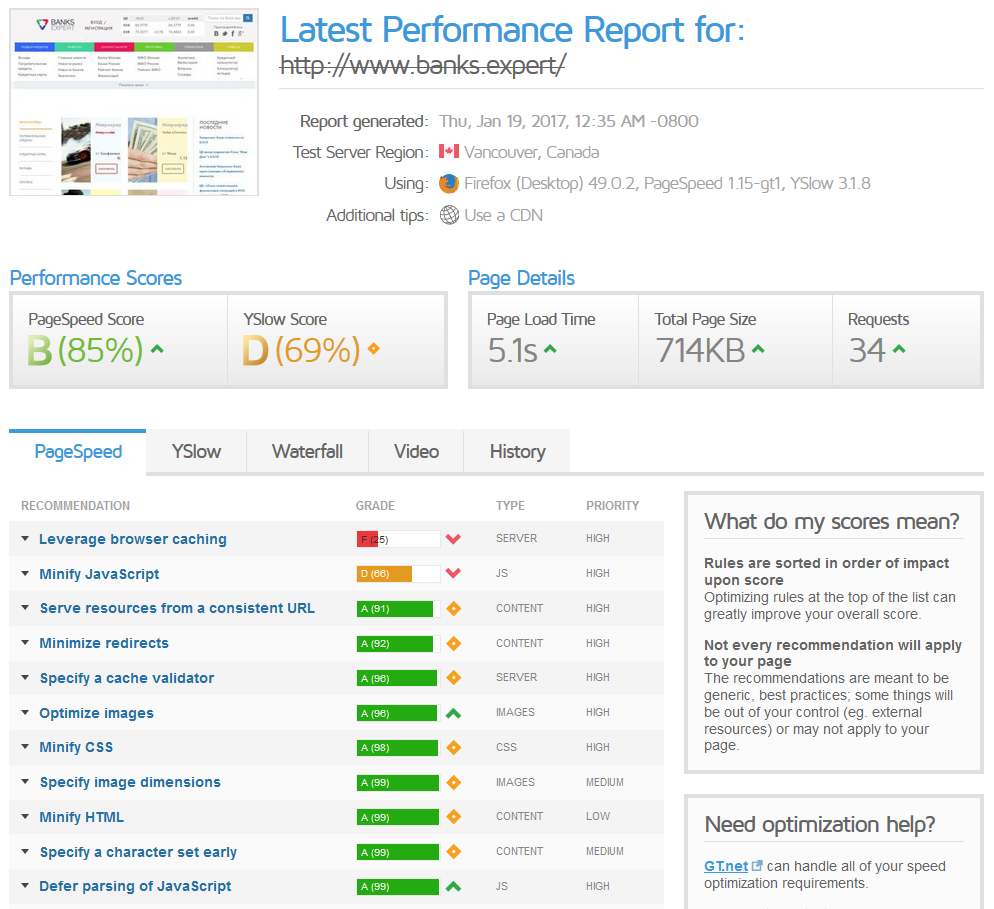 BANKS
EXPERT
ВХОД /
РЕГИСТРАЦИЯ
ПОСЛЕДНИЕ
НОВОСТИ
Latest Performance Report for:
http://www.banks.expert/
Report generated: Thu, Jan 19, 2017, 12:35 AM -0800
Test Server Region: Vancouver, Canada
Using: Firefox (Desktop) 49.0.2, PageSpeed 1.15-gt1, YSlow 3.1.8
Additional tips: Use a CDN
Performance Scores
PageSpeed Score YSlow Score
B (85%) D (69%)
Page Details
Page Load Time Total Page Size Requests
5.1s 714KB 34
PageSpeed YSlow Waterfall Video History
RECOMMENDATION GRADE TYPE PRIORITY
Leverage browser caching F (25) SERVER HIGH
Minify JavaScript D (66) JS HIGH
Serve resources from a consistent URL A (91) CONTENT HIGH
Minimize redirects A (92) CONTENT HIGH
Specify a cache validator A (96) SERVER HIGH
Optimize images A (96) IMAGES HIGH
Minify CSS A (98) CSS HIGH
Specify image dimensions A (99) IMAGES MEDIUM
Minify HTML A (99) CONTENT LOW
Specify a character set early A (99) CONTENT MEDIUM
Defer parsing of JavaScript A (99) JS HIGH
What do my scores mean?
Rules are sorted in order of impact
upon score
Optimizing rules at the top of the list can
greatly improve your overall score.
Not every recommendation will apply
to your page
The recommendations are meant to be
generic, best practices; some things will
be out of your control (eg. external
resources) or may not apply to your
page.
Need optimization help?
GT.net can handle all of your speed
optimization requirements.